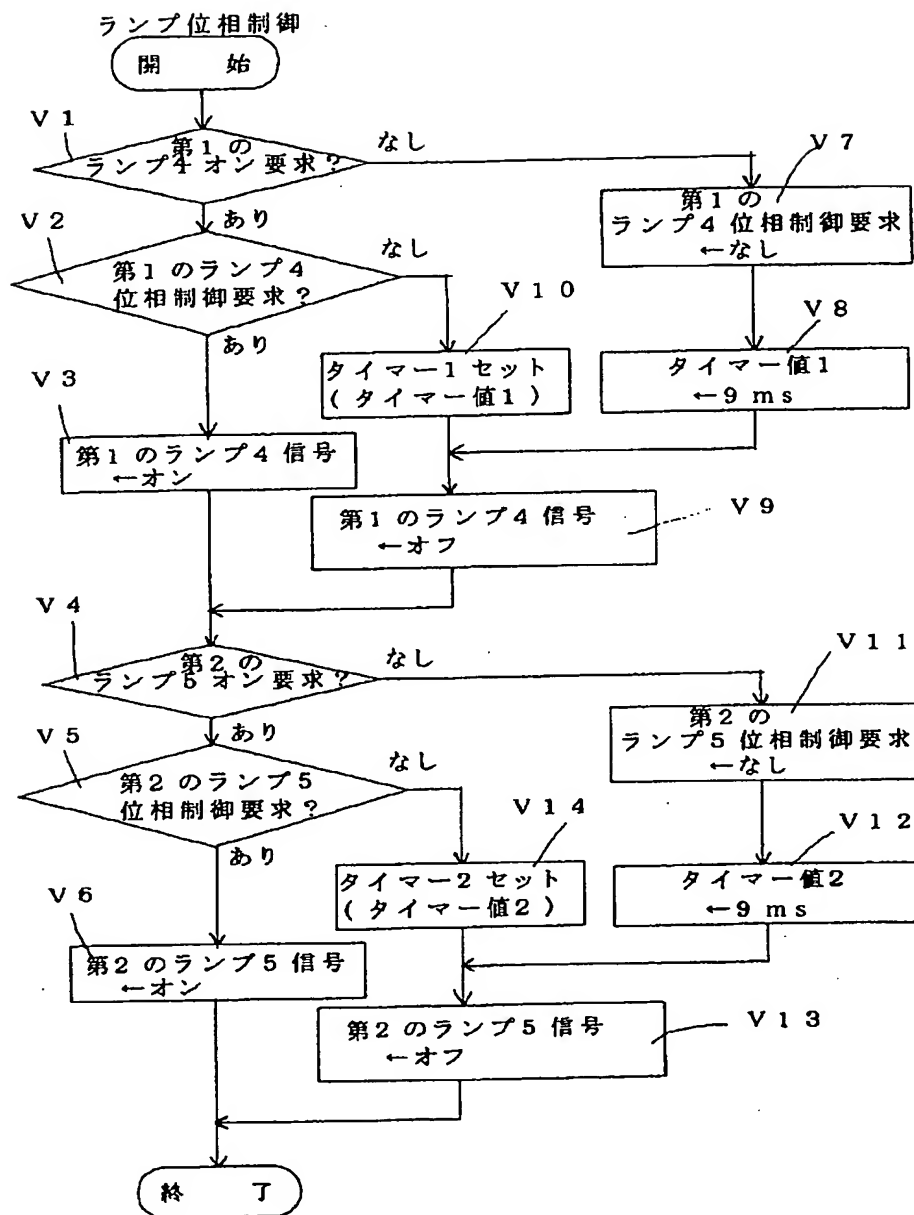 ランプ位相制御
開 始
V1
第1の
ランプ4オン要求?
なし
あり
V7
第1の
ランプ4位相制御要求
←なし
V2
第1のランプ4
位相制御要求?
なし
あり
V10
タイマー1セット
(タイマー値1)
V8
タイマー値1
←9ms
V3
第1のランプ4信号
←オン
V9
第1のランプ4信号
←オフ
V4
第2の
ランプ5オン要求?
なし
あり
V11
第2の
ランプ5位相制御要求
←なし
V5
第2のランプ5
位相制御要求?
なし
あり
V14
タイマー2セット
(タイマー値2)
V12
タイマー値2
←9ms
V6
第2のランプ5信号
←オン
V13
第2のランプ5信号
←オフ
終 了